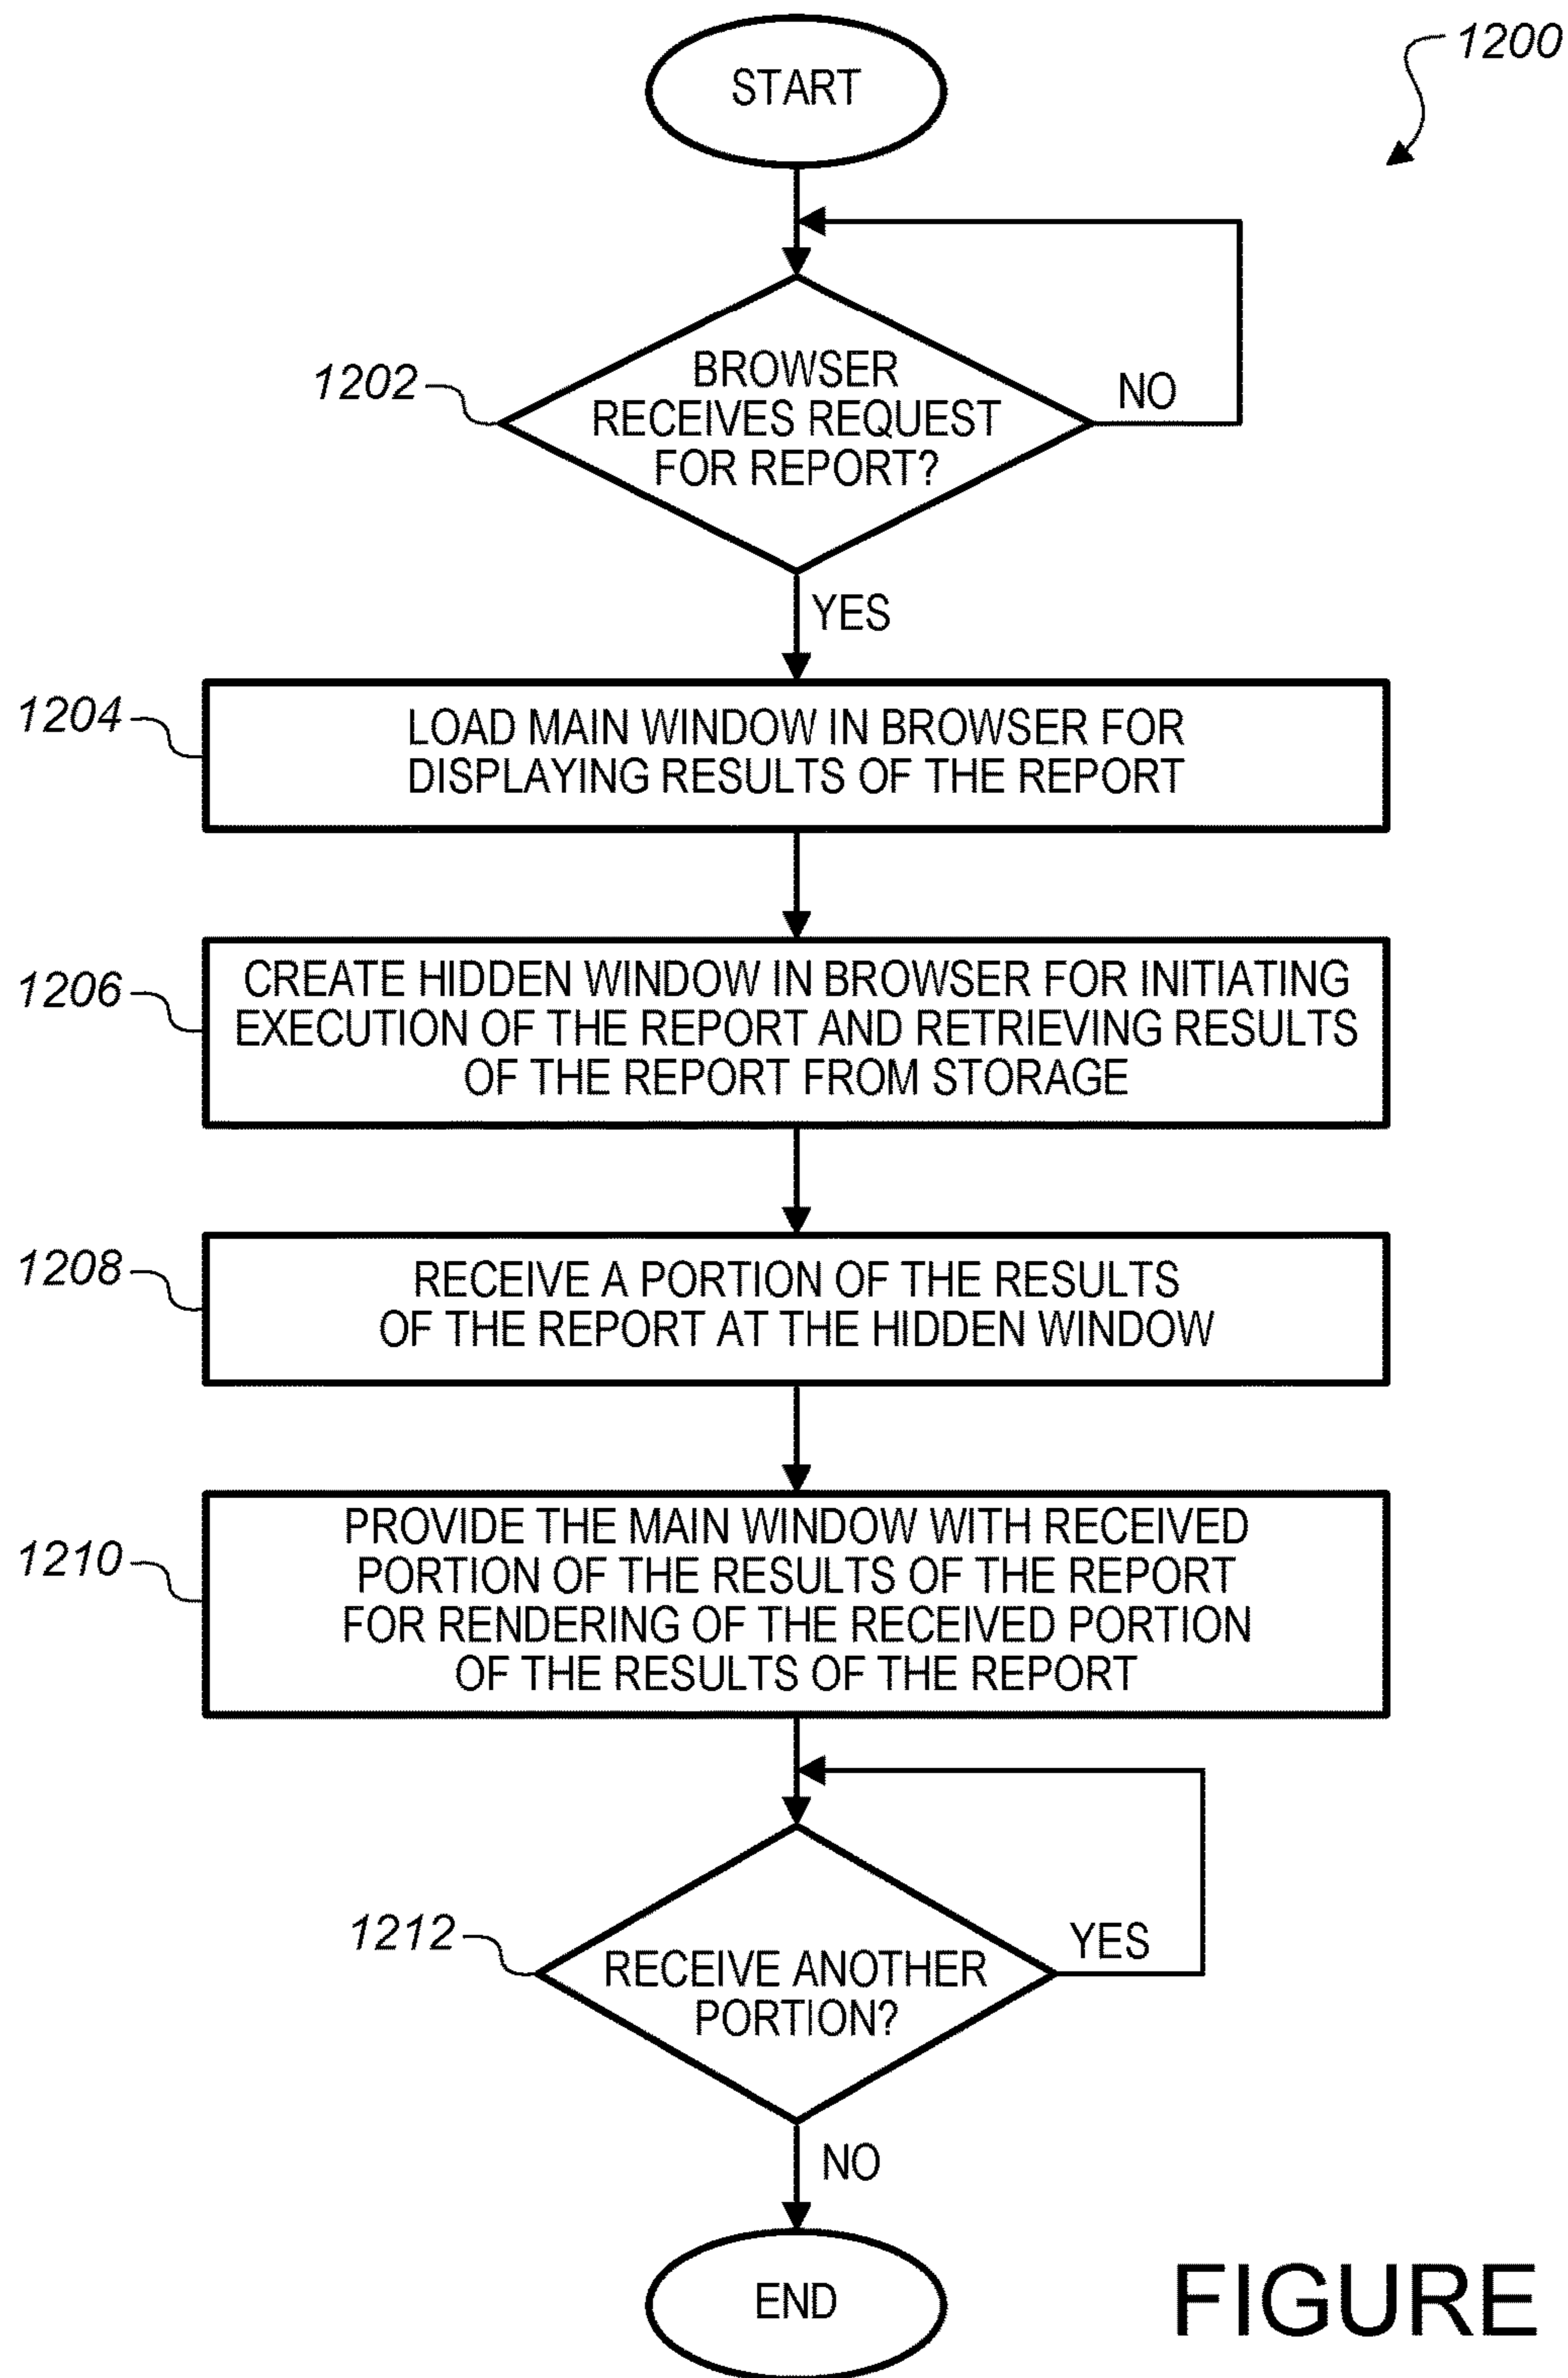 START
1200
1202
BROWSER
RECEIVES REQUEST
FOR REPORT?
NO
YES
1204
LOAD MAIN WINDOW IN BROWSER FOR
DISPLAYING RESULTS OF THE REPORT
1206
CREATE HIDDEN WINDOW IN BROWSER FOR INITIATING
EXECUTION OF THE REPORT AND RETRIEVING RESULTS
OF THE REPORT FROM STORAGE
1208
RECEIVE A PORTION OF THE RESULTS
OF THE REPORT AT THE HIDDEN WINDOW
1210
PROVIDE THE MAIN WINDOW WITH RECEIVED
PORTION OF THE RESULTS OF THE REPORT
FOR RENDERING OF THE RECEIVED PORTION
OF THE RESULTS OF THE REPORT
1212
RECEIVE ANOTHER
PORTION?
YES
NO
END
FIGURE